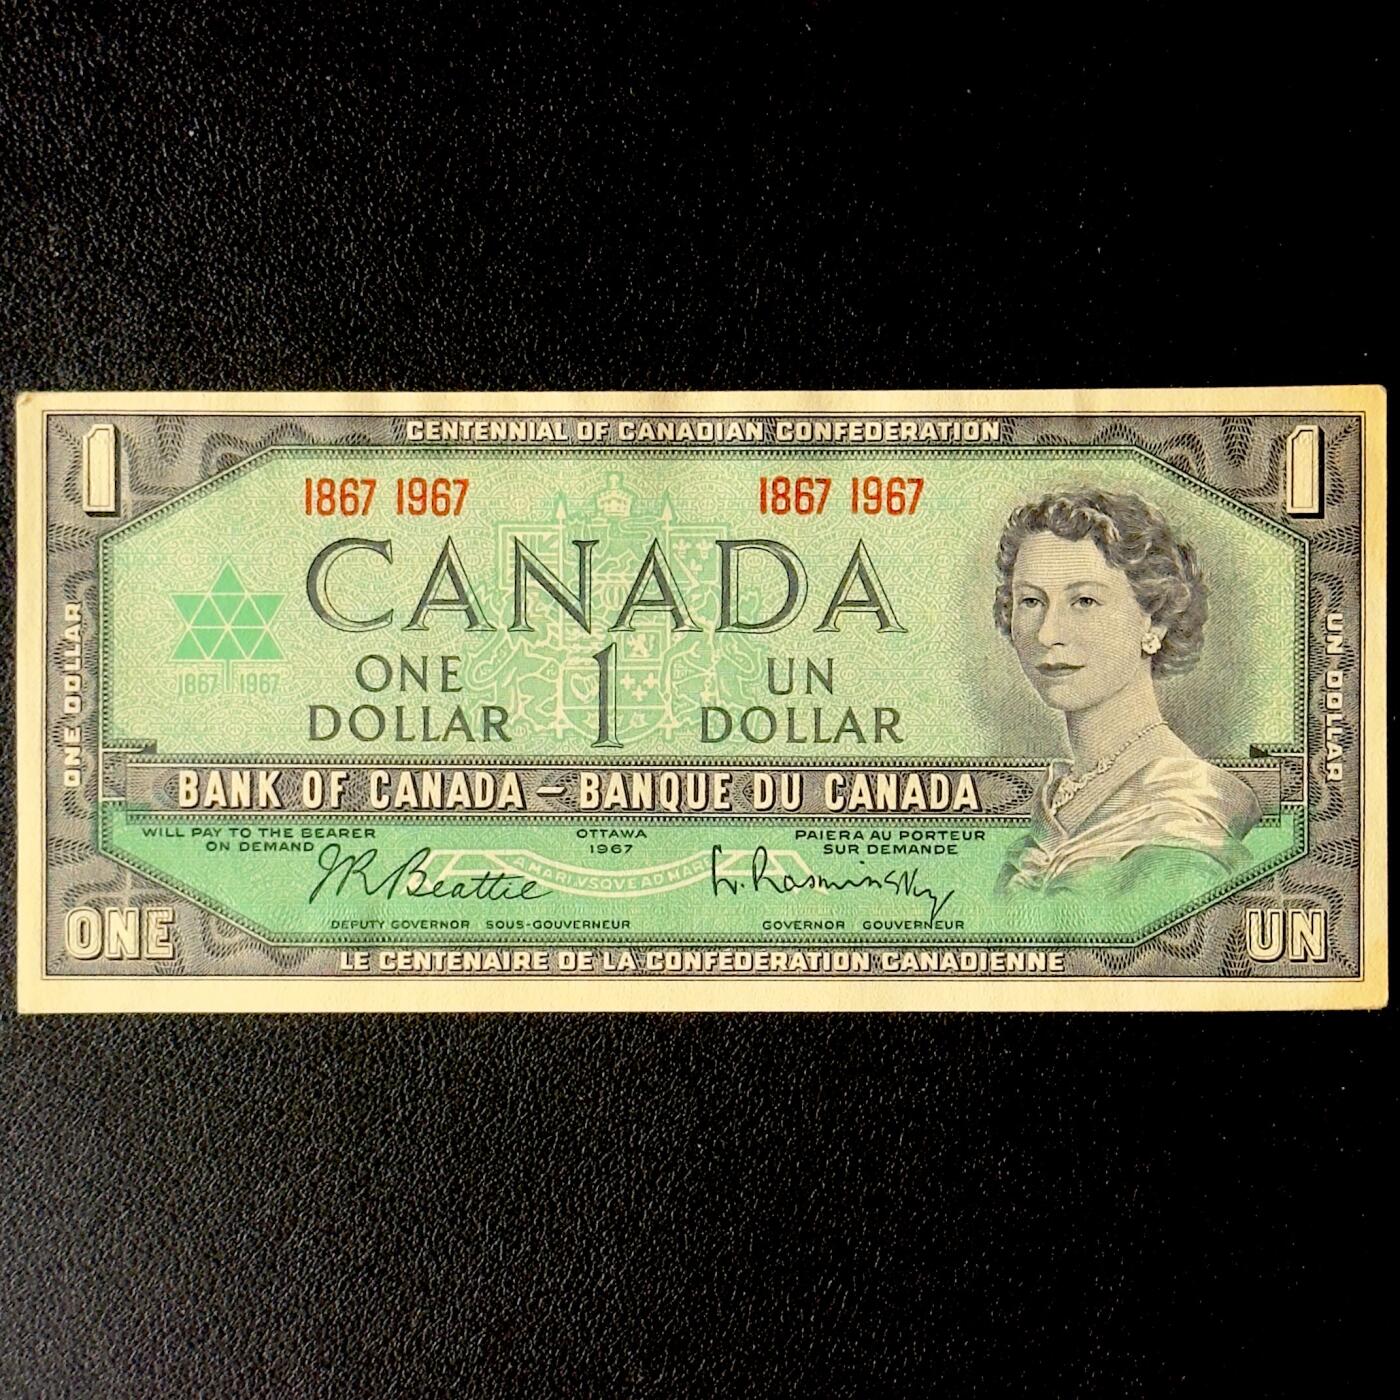 CENTENNIAL OF CANADIAN CONFEDERATION
1
1
1867 1967
1867 1967
CANADA
1867 1967
ONE DOLLAR
1
UN DOLLAR
ONE DOLLAR
UN DOLLAR
BANK OF CANADA – BANQUE DU CANADA
WILL PAY TO THE BEARER
ON DEMAND
OTTAWA
1967
PAIERA AU PORTEUR
SUR DEMANDE
JRBeattie
A MARI VSQVE AD MARE
L. Rasminsky
DEPUTY GOVERNOR SOUS-GOUVERNEUR
GOVERNOR GOUVERNEUR
ONE
UN
LE CENTENAIRE DE LA CONFÉDÉRATION CANADIENNE